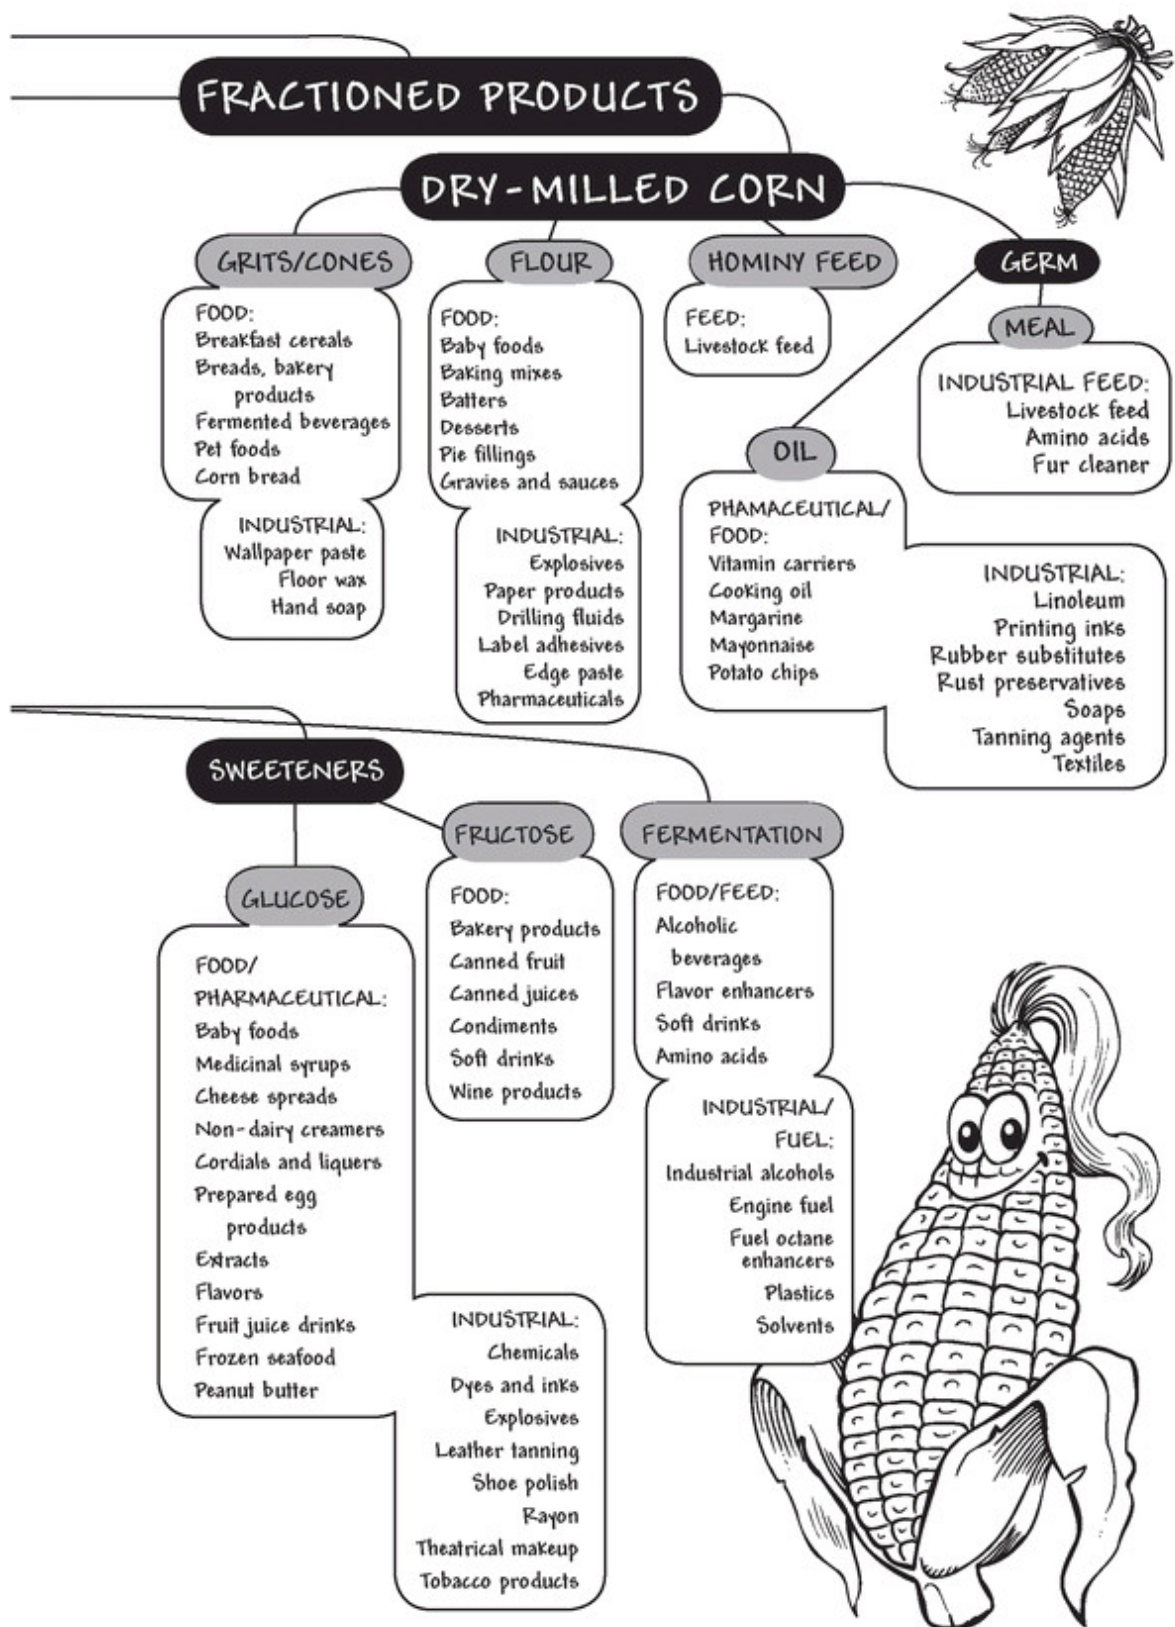 FRACTIONED PRODUCTS
DRY-MILLED CORN
GRITS/CONES
FOOD:
Breakfast cereals
Breads, bakery
products
Fermented beverages
Pet foods
Corn bread
INDUSTRIAL:
Wallpaper paste
Floor wax
Hand soap
FLOUR
FOOD:
Baby foods
Baking mixes
Batters
Desserts
Pie fillings
Gravies and sauces
INDUSTRIAL:
Explosives
Paper products
Drilling fluids
Label adhesives
Edge paste
Pharmaceuticals
HOMINY FEED
FEED:
Livestock feed
GERM
MEAL
INDUSTRIAL FEED:
Livestock feed
Amino acids
Fur cleaner
OIL
PHAMACEUTICAL/
FOOD:
Vitamin carriers
Cooking oil
Margarine
Mayonnaise
Potato chips
INDUSTRIAL:
Linoleum
Printing inks
Rubber substitutes
Rust preservatives
Soaps
Tanning agents
Textiles
SWEETENERS
GLUCOSE
FOOD/
PHARMACEUTICAL:
Baby foods
Medicinal syrups
Cheese spreads
Non-dairy creamers
Cordials and liquers
Prepared egg
products
Extracts
Flavors
Fruit juice drinks
Frozen seafood
Peanut butter
INDUSTRIAL:
Chemicals
Dyes and inks
Explosives
Leather tanning
Shoe polish
Rayon
Theatrical makeup
Tobacco products
FRUCTOSE
FOOD:
Bakery products
Canned fruit
Canned juices
Condiments
Soft drinks
Wine products
FERMENTATION
FOOD/FEED:
Alcoholic
beverages
Flavor enhancers
Soft drinks
Amino acids
INDUSTRIAL/
FUEL:
Industrial alcohols
Engine fuel
Fuel octane
enhancers
Plastics
Solvents